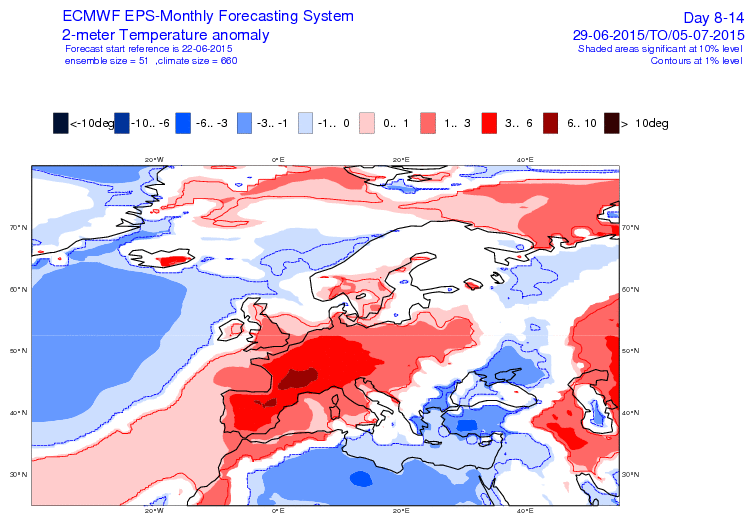 ECMWF EPS-Monthly Forecasting System
Day 8-14
2-meter Temperature anomaly
29-06-2015/TO/05-07-2015
Forecast start reference is 22-06-2015
Shaded areas significant at 10% level
ensemble size = 51 ,climate size = 660
Contours at 1% level
<-10deg -10.. -6 -6.. -3 -3.. -1 -1.. 0 0.. 1 1.. 3 3.. 6 6.. 10 > 10deg
20°W 0°E 20°E 40°E
70°N 70°N
60°N 60°N
50°N 50°N
40°N 40°N
30°N 30°N
20°W 0°E 20°E 40°E